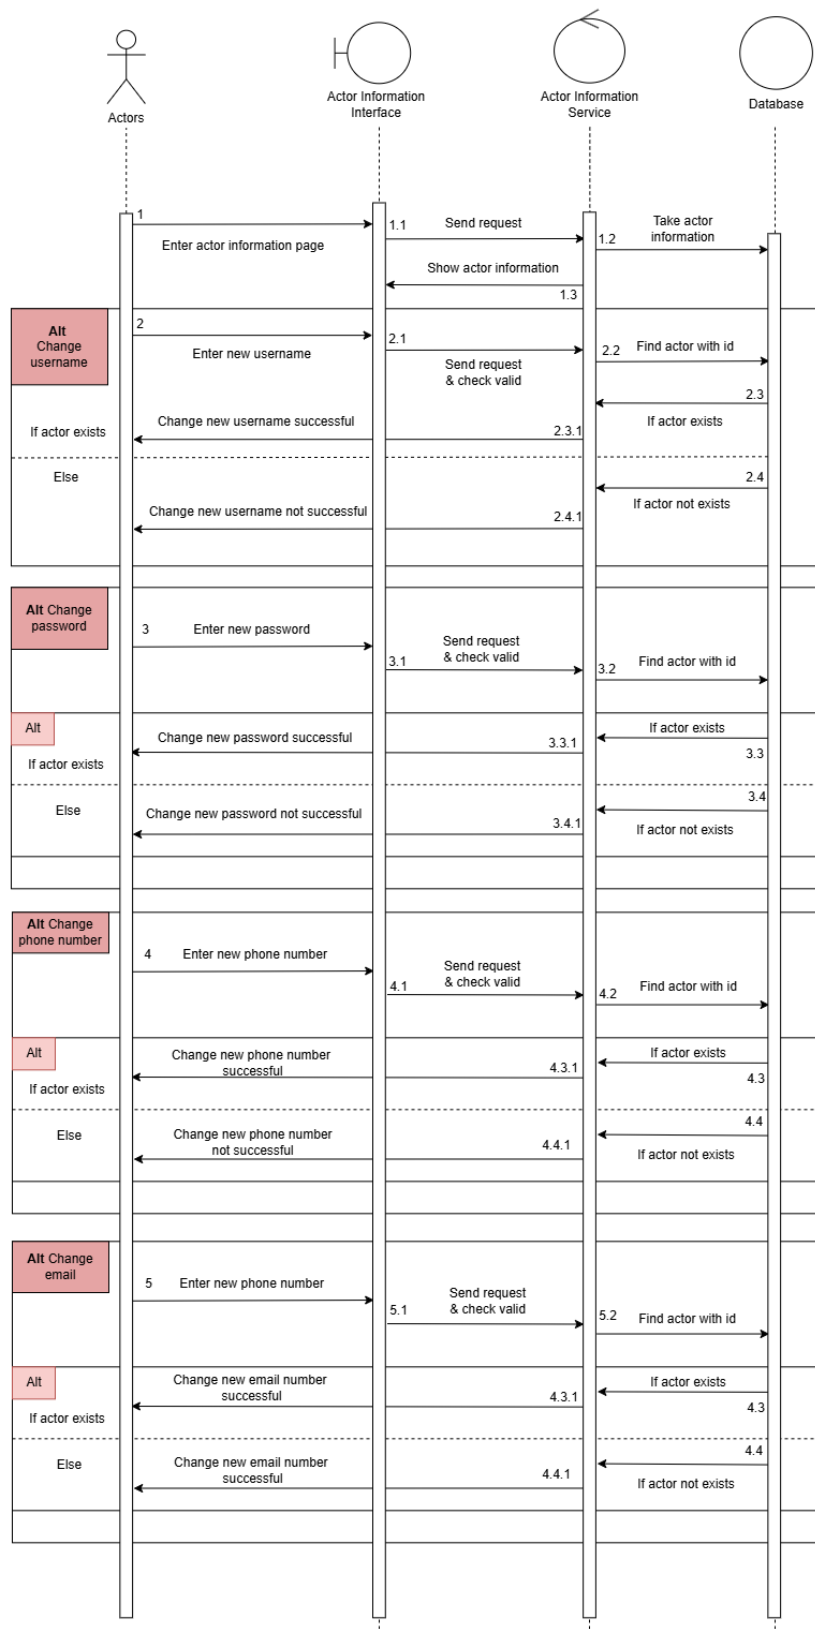 Actors
Actor Information
Interface
Actor Information
Service
Database
1
Enter actor information page
1.1
Send request
1.2
Take actor
information
Show actor information
1.3
Alt
Change
username
2
Enter new username
2.1
Send request
& check valid
2.2
Find actor with id
2.3
If actor exists
If actor exists
Change new username successful
2.3.1
Else
2.4
If actor not exists
Change new username not successful
2.4.1
Alt Change
password
3
Enter new password
3.1
Send request
& check valid
3.2
Find actor with id
Alt
If actor exists
Change new password successful
3.3.1
If actor exists
3.3
Else
3.4
Change new password not successful
3.4.1
If actor not exists
Alt Change
phone number
4
Enter new phone number
4.1
Send request
& check valid
4.2
Find actor with id
Alt
If actor exists
Change new phone number
successful
4.3.1
If actor exists
4.3
Else
4.4
Change new phone number
not successful
4.4.1
If actor not exists
Alt Change
email
5
Enter new phone number
5.1
Send request
& check valid
5.2
Find actor with id
Alt
If actor exists
Change new email number
successful
4.3.1
If actor exists
4.3
Else
4.4
Change new email number
successful
4.4.1
If actor not exists